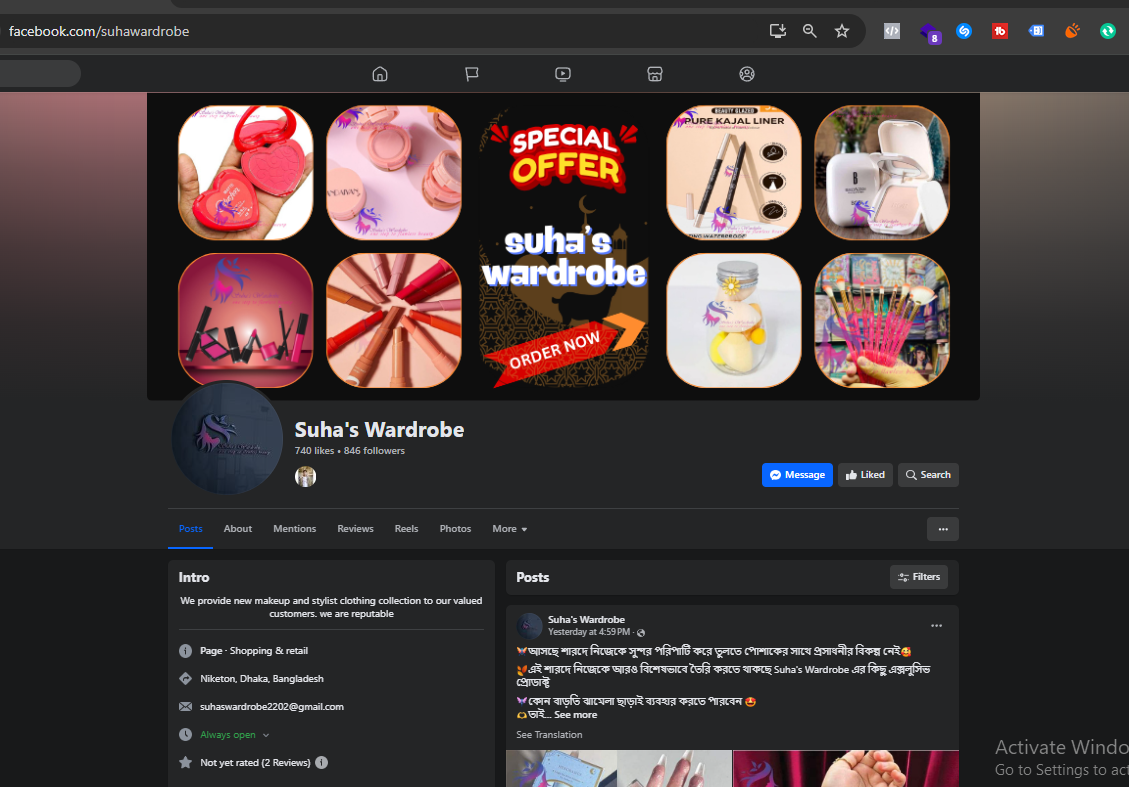 facebook.com/suhawardrobe
8
SPECIAL
OFFER
suha's
wardrobe
ORDER NOW
BEAUTY GLAZED
PURE KAJAL LINER
B
Suha's Wardrobe
740 likes • 846 followers
Message
Liked
Search
Posts
About
Mentions
Reviews
Reels
Photos
More
Intro
We provide new makeup and stylist clothing collection to our valued
customers. we are reputable
Page · Shopping & retail
Niketon, Dhaka, Bangladesh
suhaswardrobe2202@gmail.com
Always open
Not yet rated (2 Reviews)
Posts
Filters
Suha's Wardrobe
Yesterday at 4:59 PM ·
🦋আসছে শারদে নিজেকে সুন্দর পরিপাটি করে তুলতে পোশাকের সাথে প্রসাধনীর বিকল্প নেই🥰
🍂এই শারদে নিজেকে আরও বিশেষভাবে তৈরি করতে থাকছে Suha's Wardrobe এর কিছু এক্সলুসিভ
প্রোডাক্ট
🦋কোন বাড়তি ঝামেলা ছাড়াই ব্যবহার করতে পারবেন 🤩
🫶তাই... See more
See Translation
Activate Windo
Go to Settings to act